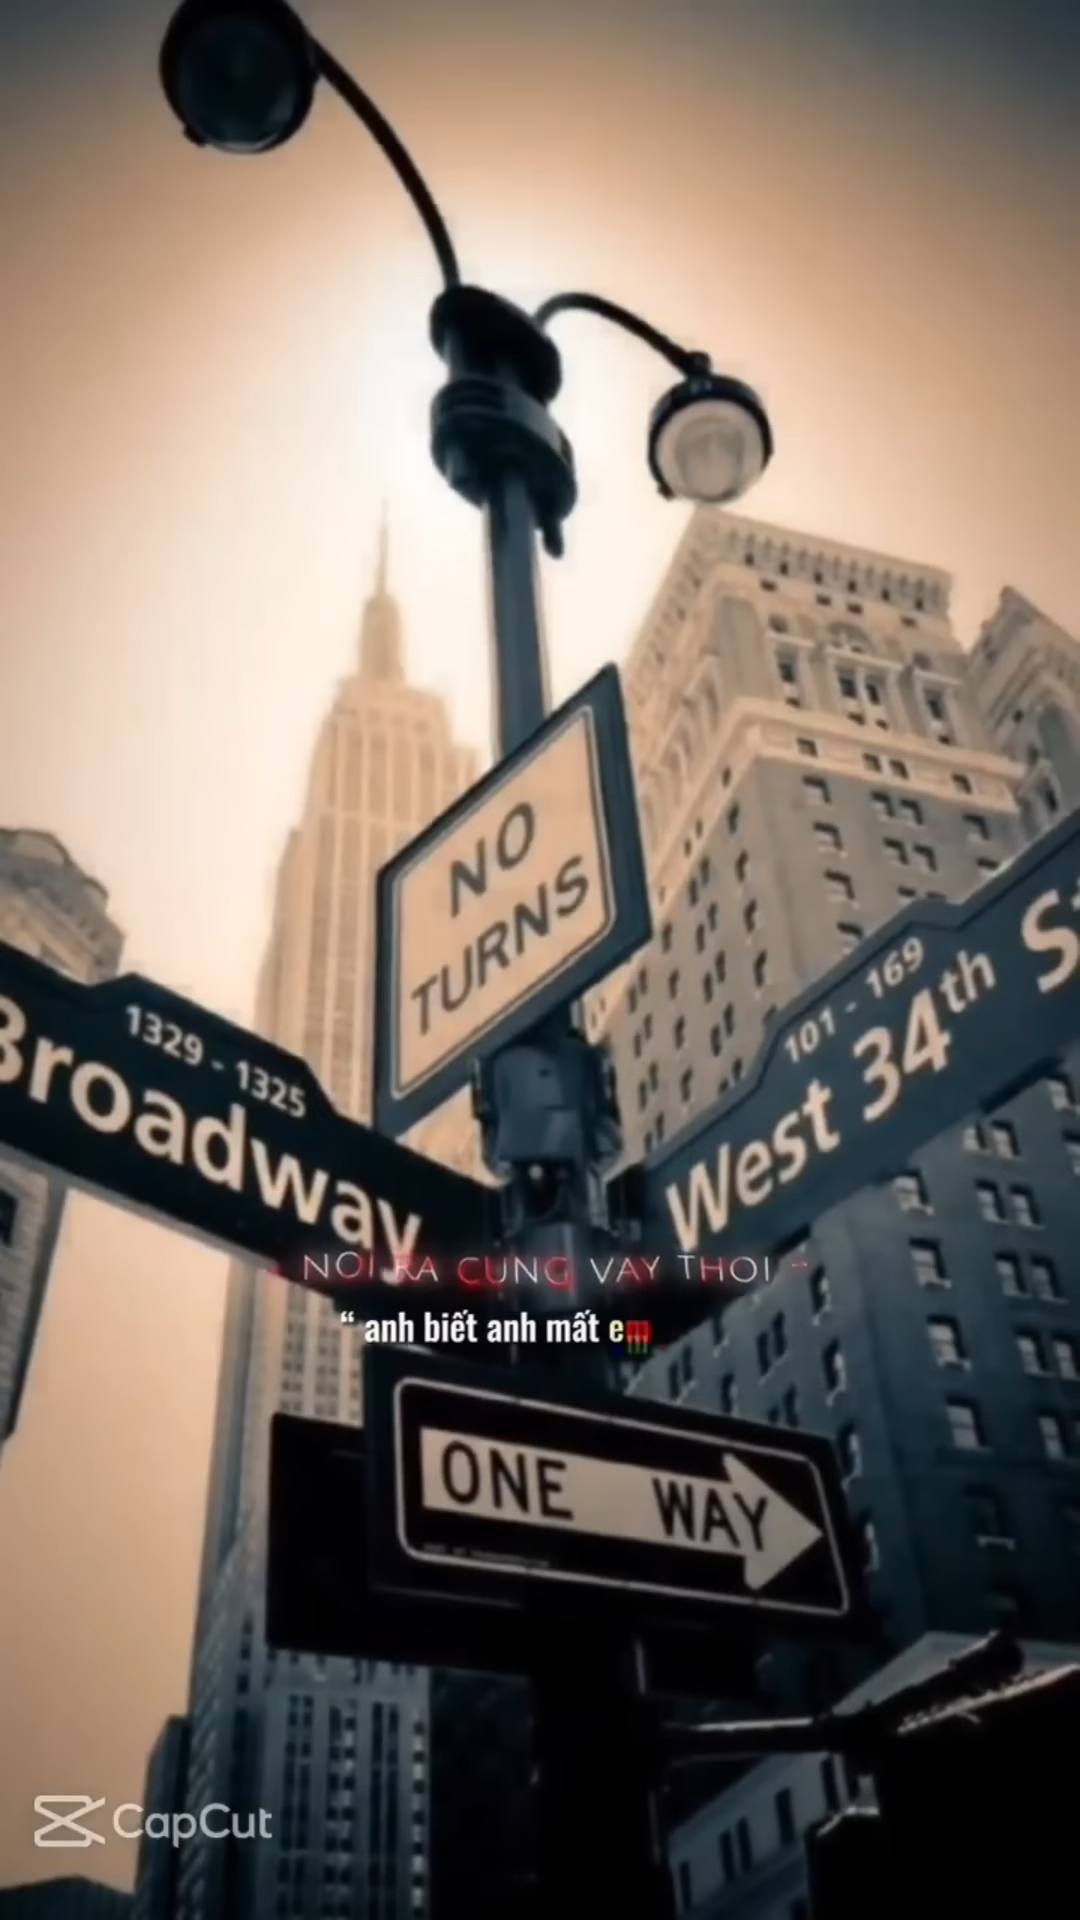 NO
TURNS
1329 - 1325
Broadway
101 - 169
West 34th St
NOI RA CUNG VAY THOI
“ anh biết anh mất em
ONE WAY
CapCut